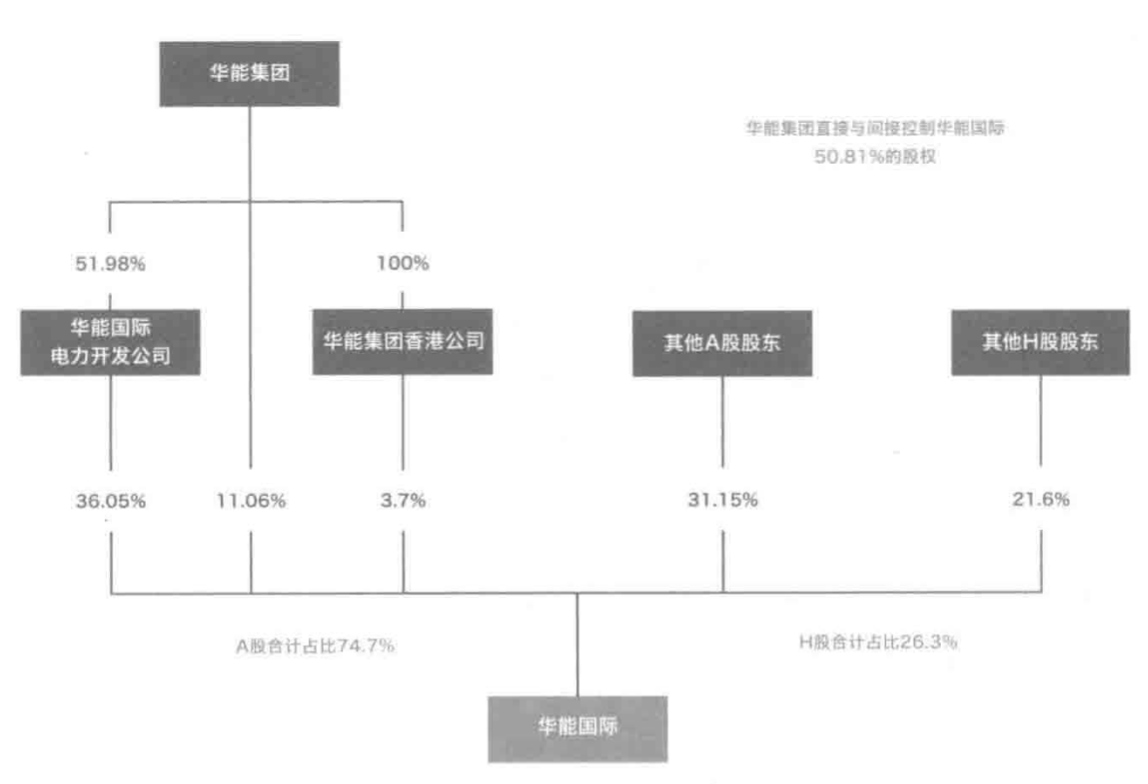 华能集团
华能集团直接与间接控制华能国际
50.81%的股权
51.98%
100%
华能国际
电力开发公司
华能集团香港公司
其他A股股东
其他H股股东
36.05%
11.06%
3.7%
31.15%
21.6%
A股合计占比74.7%
H股合计占比26.3%
华能国际